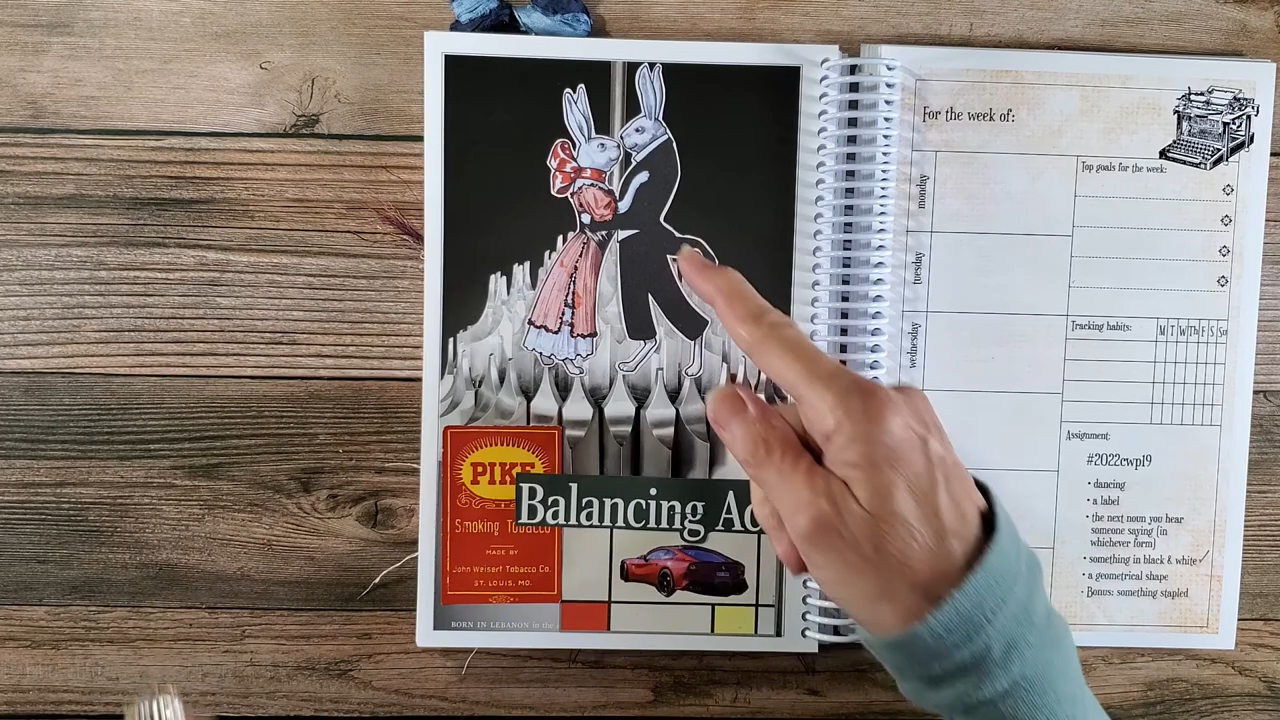 PIKE
Smoking Tobacco
MADE BY
John Weisert Tobacco Co.
ST. LOUIS, MO.
Balancing
BORN IN LEBANON in the
For the week of:
monday
tuesday
wednesday
Top goals for the week:
Tracking habits:
M T W Th F S Su
Assignment:
#2022cwp19
• dancing
• a label
• the next noun you hear
someone saying (in
whichever form)
• something in black & white
• a geometrical shape
• Bonus: something stapled